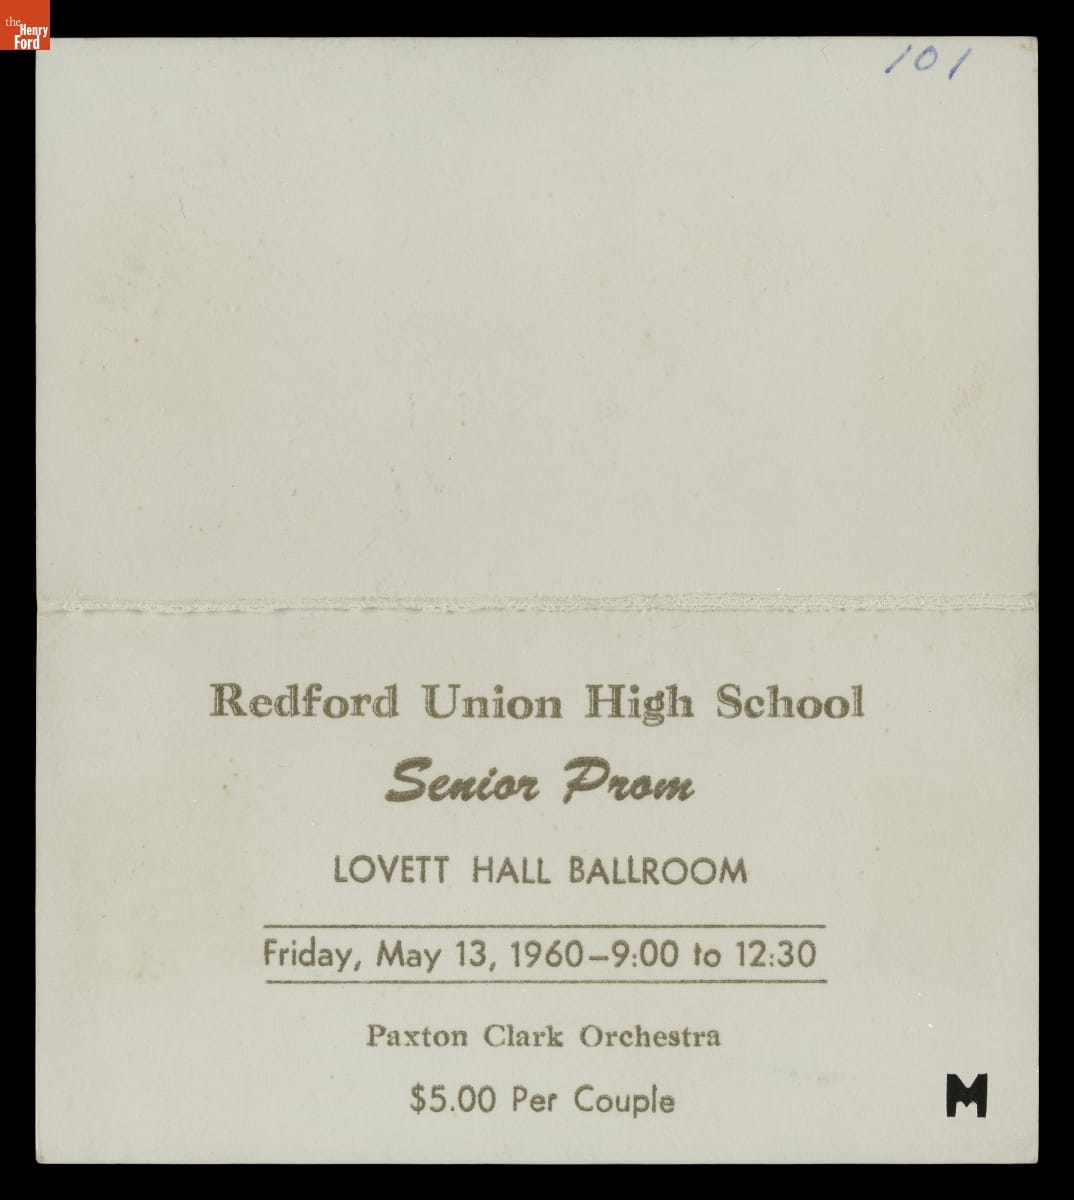 the
Henry
Ford
101
Redford Union High School
Senior Prom
LOVETT HALL BALLROOM
Friday, May 13, 1960–9:00 to 12:30
Paxton Clark Orchestra
$5.00 Per Couple
M